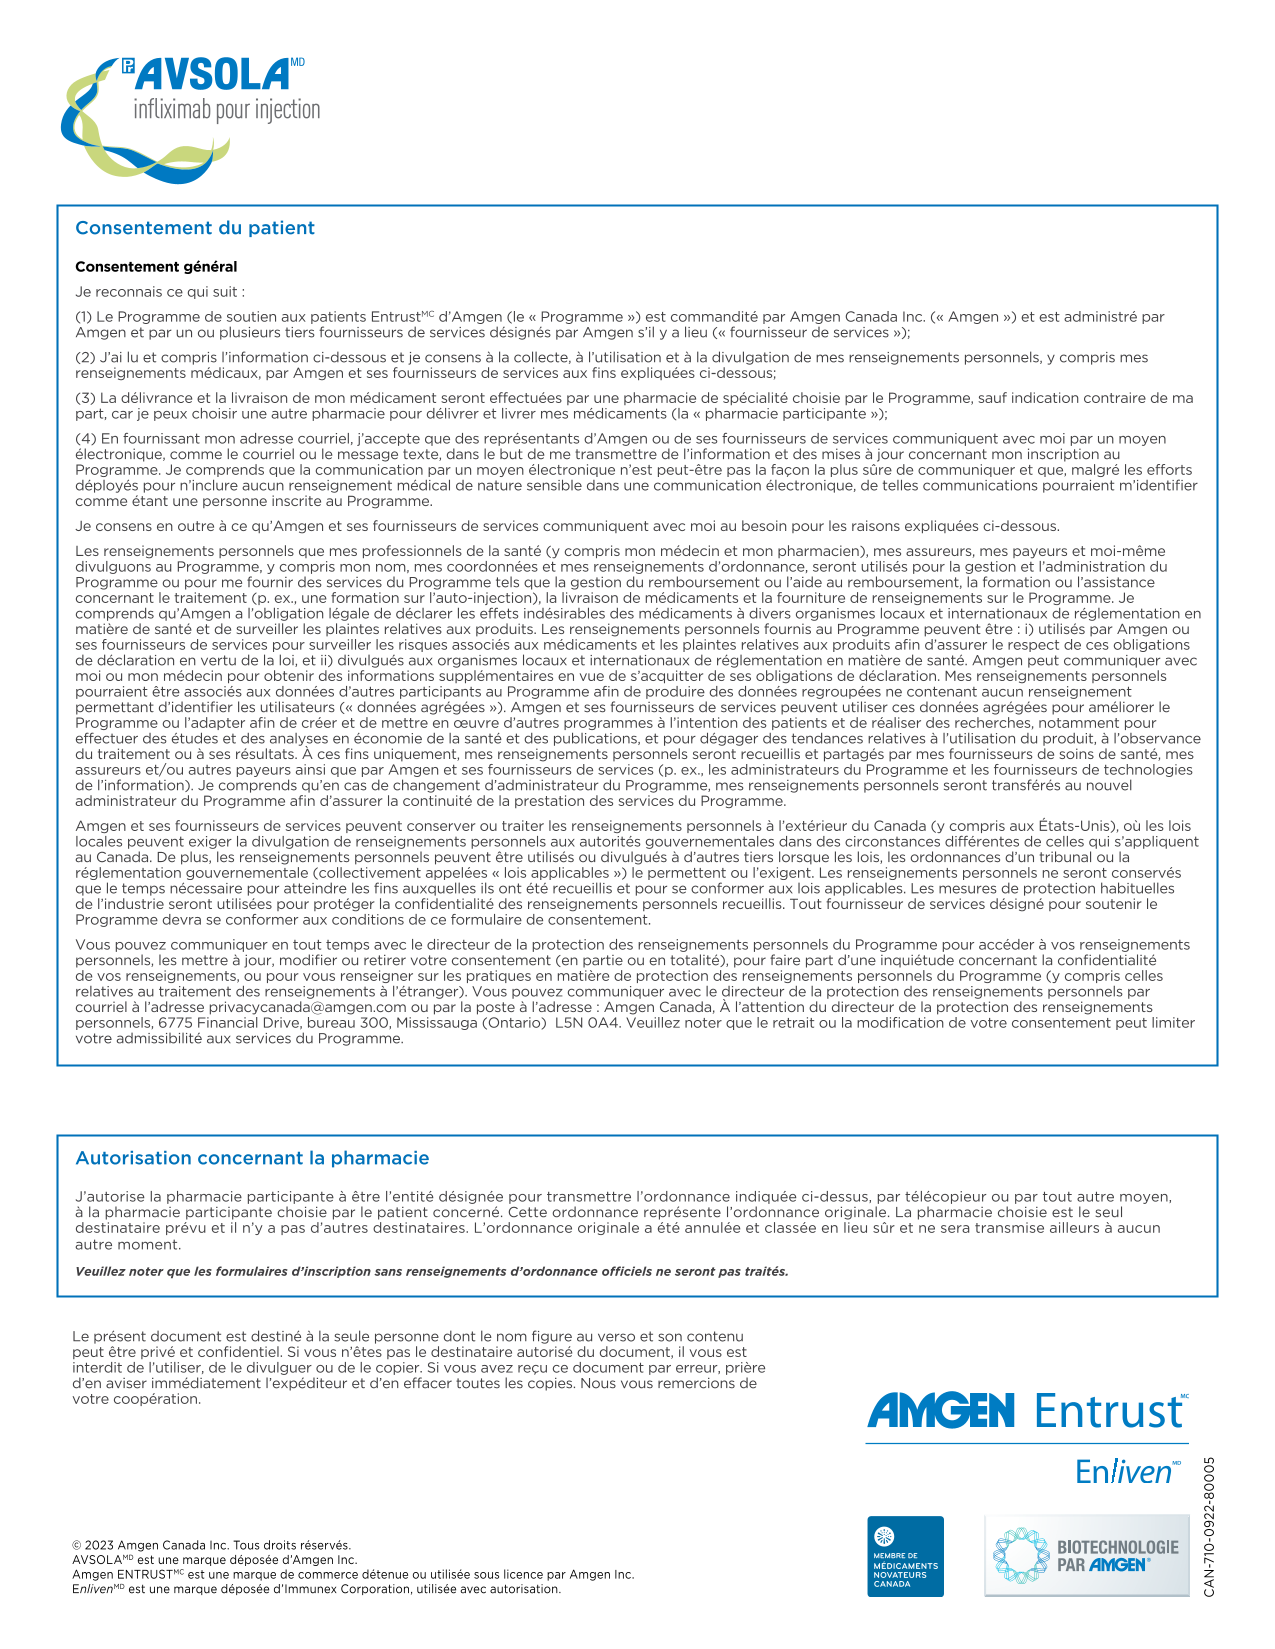 Pr AVSOLA MD
infliximab pour injection
Consentement du patient
Consentement général
Je reconnais ce qui suit :
(1) Le Programme de soutien aux patients Entrust MC d’Amgen (le « Programme ») est commandité par Amgen Canada Inc. (« Amgen ») et est administré par
Amgen et par un ou plusieurs tiers fournisseurs de services désignés par Amgen s’il y a lieu (« fournisseur de services »);
(2) J’ai lu et compris l’information ci-dessous et je consens à la collecte, à l’utilisation et à la divulgation de mes renseignements personnels, y compris mes
renseignements médicaux, par Amgen et ses fournisseurs de services aux fins expliquées ci-dessous;
(3) La délivrance et la livraison de mon médicament seront effectuées par une pharmacie de spécialité choisie par le Programme, sauf indication contraire de ma
part, car je peux choisir une autre pharmacie pour délivrer et livrer mes médicaments (la « pharmacie participante »);
(4) En fournissant mon adresse courriel, j’accepte que des représentants d’Amgen ou de ses fournisseurs de services communiquent avec moi par un moyen
électronique, comme le courriel ou le message texte, dans le but de me transmettre de l’information et des mises à jour concernant mon inscription au
Programme. Je comprends que la communication par un moyen électronique n’est peut-être pas la façon la plus sûre de communiquer et que, malgré les efforts
déployés pour n’inclure aucun renseignement médical de nature sensible dans une communication électronique, de telles communications pourraient m’identifier
comme étant une personne inscrite au Programme.
Je consens en outre à ce qu’Amgen et ses fournisseurs de services communiquent avec moi au besoin pour les raisons expliquées ci-dessous.
Les renseignements personnels que mes professionnels de la santé (y compris mon médecin et mon pharmacien), mes assureurs, mes payeurs et moi-même
divulguons au Programme, y compris mon nom, mes coordonnées et mes renseignements d’ordonnance, seront utilisés pour la gestion et l’administration du
Programme ou pour me fournir des services du Programme tels que la gestion du remboursement ou l’aide au remboursement, la formation ou l’assistance
concernant le traitement (p. ex., une formation sur l’auto-injection), la livraison de médicaments et la fourniture de renseignements sur le Programme. Je
comprends qu’Amgen a l’obligation légale de déclarer les effets indésirables des médicaments à divers organismes locaux et internationaux de réglementation en
matière de santé et de surveiller les plaintes relatives aux produits. Les renseignements personnels fournis au Programme peuvent être : i) utilisés par Amgen ou
ses fournisseurs de services pour surveiller les risques associés aux médicaments et les plaintes relatives aux produits afin d’assurer le respect de ces obligations
de déclaration en vertu de la loi, et ii) divulgués aux organismes locaux et internationaux de réglementation en matière de santé. Amgen peut communiquer avec
moi ou mon médecin pour obtenir des informations supplémentaires en vue de s’acquitter de ses obligations de déclaration. Mes renseignements personnels
pourraient être associés aux données d’autres participants au Programme afin de produire des données regroupées ne contenant aucun renseignement
permettant d’identifier les utilisateurs (« données agrégées »). Amgen et ses fournisseurs de services peuvent utiliser ces données agrégées pour améliorer le
Programme ou l’adapter afin de créer et de mettre en œuvre d’autres programmes à l’intention des patients et de réaliser des recherches, notamment pour
effectuer des études et des analyses en économie de la santé et des publications, et pour dégager des tendances relatives à l’utilisation du produit, à l’observance
du traitement ou à ses résultats. À ces fins uniquement, mes renseignements personnels seront recueillis et partagés par mes fournisseurs de soins de santé, mes
assureurs et/ou autres payeurs ainsi que par Amgen et ses fournisseurs de services (p. ex., les administrateurs du Programme et les fournisseurs de technologies
de l’information). Je comprends qu’en cas de changement d’administrateur du Programme, mes renseignements personnels seront transférés au nouvel
administrateur du Programme afin d’assurer la continuité de la prestation des services du Programme.
Amgen et ses fournisseurs de services peuvent conserver ou traiter les renseignements personnels à l’extérieur du Canada (y compris aux États-Unis), où les lois
locales peuvent exiger la divulgation de renseignements personnels aux autorités gouvernementales dans des circonstances différentes de celles qui s’appliquent
au Canada. De plus, les renseignements personnels peuvent être utilisés ou divulgués à d’autres tiers lorsque les lois, les ordonnances d’un tribunal ou la
réglementation gouvernementale (collectivement appelées « lois applicables ») le permettent ou l’exigent. Les renseignements personnels ne seront conservés
que le temps nécessaire pour atteindre les fins auxquelles ils ont été recueillis et pour se conformer aux lois applicables. Les mesures de protection habituelles
de l’industrie seront utilisées pour protéger la confidentialité des renseignements personnels recueillis. Tout fournisseur de services désigné pour soutenir le
Programme devra se conformer aux conditions de ce formulaire de consentement.
Vous pouvez communiquer en tout temps avec le directeur de la protection des renseignements personnels du Programme pour accéder à vos renseignements
personnels, les mettre à jour, modifier ou retirer votre consentement (en partie ou en totalité), pour faire part d’une inquiétude concernant la confidentialité
de vos renseignements, ou pour vous renseigner sur les pratiques en matière de protection des renseignements personnels du Programme (y compris celles
relatives au traitement des renseignements à l’étranger). Vous pouvez communiquer avec le directeur de la protection des renseignements personnels par
courriel à l’adresse privacycanada@amgen.com ou par la poste à l’adresse : Amgen Canada, À l’attention du directeur de la protection des renseignements
personnels, 6775 Financial Drive, bureau 300, Mississauga (Ontario) L5N 0A4. Veuillez noter que le retrait ou la modification de votre consentement peut limiter
votre admissibilité aux services du Programme.
Autorisation concernant la pharmacie
J’autorise la pharmacie participante à être l’entité désignée pour transmettre l’ordonnance indiquée ci-dessus, par télécopieur ou par tout autre moyen,
à la pharmacie participante choisie par le patient concerné. Cette ordonnance représente l’ordonnance originale. La pharmacie choisie est le seul
destinataire prévu et il n’y a pas d’autres destinataires. L’ordonnance originale a été annulée et classée en lieu sûr et ne sera transmise ailleurs à aucun
autre moment.
Veuillez noter que les formulaires d’inscription sans renseignements d’ordonnance officiels ne seront pas traités.
Le présent document est destiné à la seule personne dont le nom figure au verso et son contenu
peut être privé et confidentiel. Si vous n’êtes pas le destinataire autorisé du document, il vous est
interdit de l’utiliser, de le divulguer ou de le copier. Si vous avez reçu ce document par erreur, prière
d’en aviser immédiatement l’expéditeur et d’en effacer toutes les copies. Nous vous remercions de
votre coopération.
AMGEN Entrust MC
Enliven MD
© 2023 Amgen Canada Inc. Tous droits réservés.
AVSOLA MD est une marque déposée d’Amgen Inc.
Amgen ENTRUST MC est une marque de commerce détenue ou utilisée sous licence par Amgen Inc.
Enliven MD est une marque déposée d’Immunex Corporation, utilisée avec autorisation.
MEMBRE DE
MÉDICAMENTS
NOVATEURS
CANADA
BIOTECHNOLOGIE
PAR AMGEN®
CAN-710-0922-80005